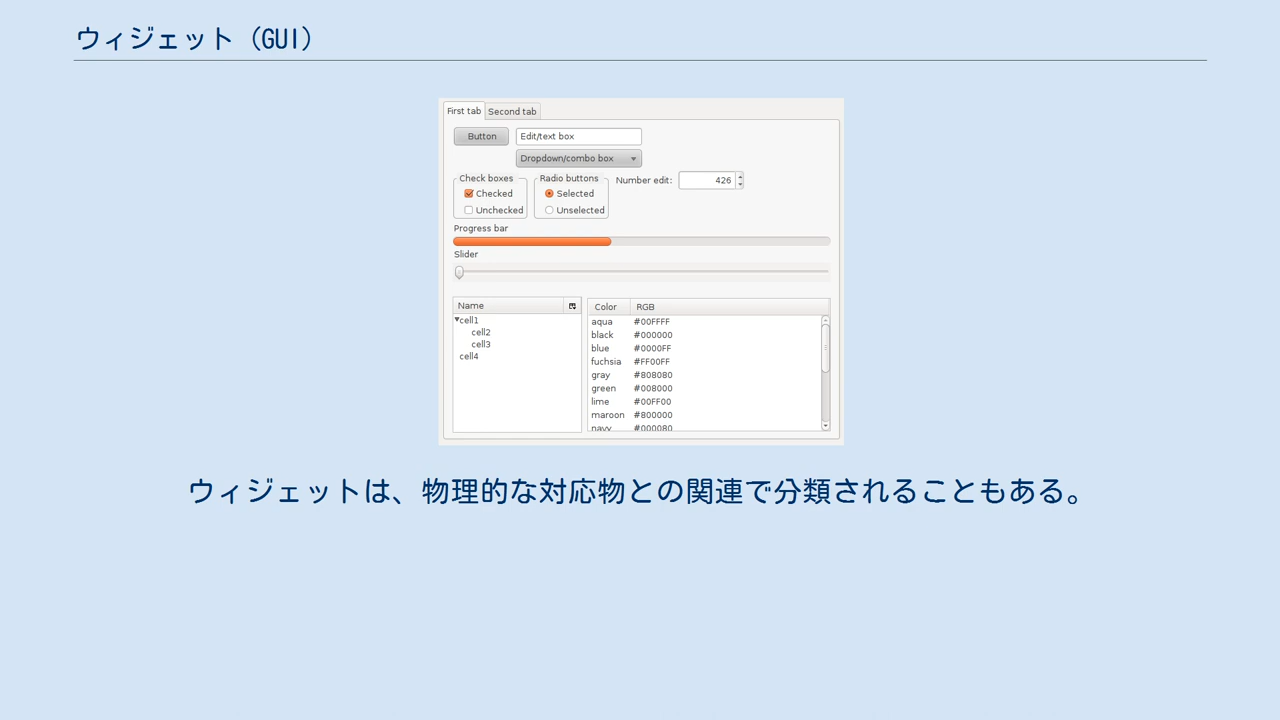 ウィジェット（GUI）
First tab Second tab
Button Edit/text box
Dropdown/combo box
Check boxes Radio buttons Number edit: 426
Checked Selected
Unchecked Unselected
Progress bar
Slider
Name
cell1
cell2
cell3
cell4
Color RGB
aqua #00FFFF
black #000000
blue #0000FF
fuchsia #FF00FF
gray #808080
green #008000
lime #00FF00
maroon #800000
navy #000080
ウィジェットは、物理的な対応物との関連で分類されることもある。